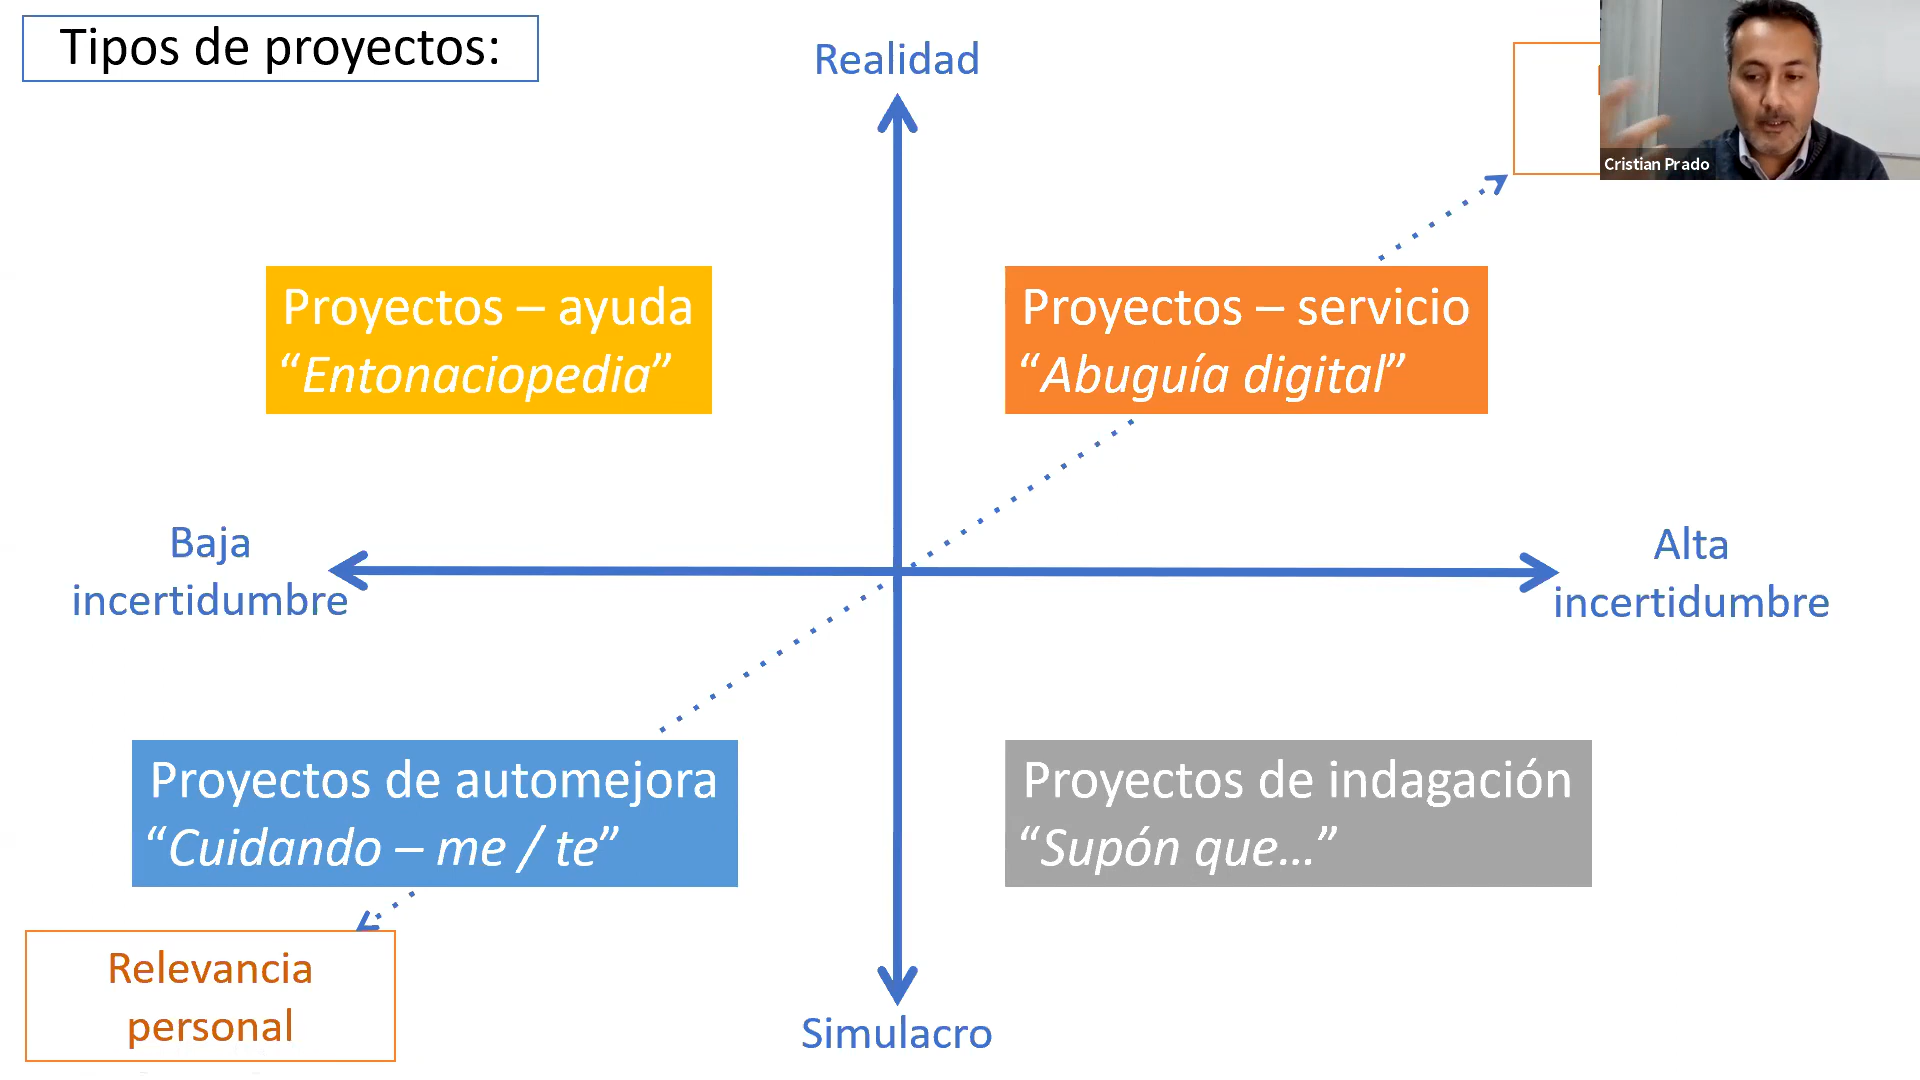 Tipos de proyectos:
Realidad
Cristian Prado
Proyectos – ayuda
“Entonaciopedia”
Proyectos – servicio
“Abuguía digital”
Baja
incertidumbre
Alta
incertidumbre
Proyectos de automejora
“Cuidando – me / te”
Proyectos de indagación
“Supón que...”
Relevancia
personal
Simulacro